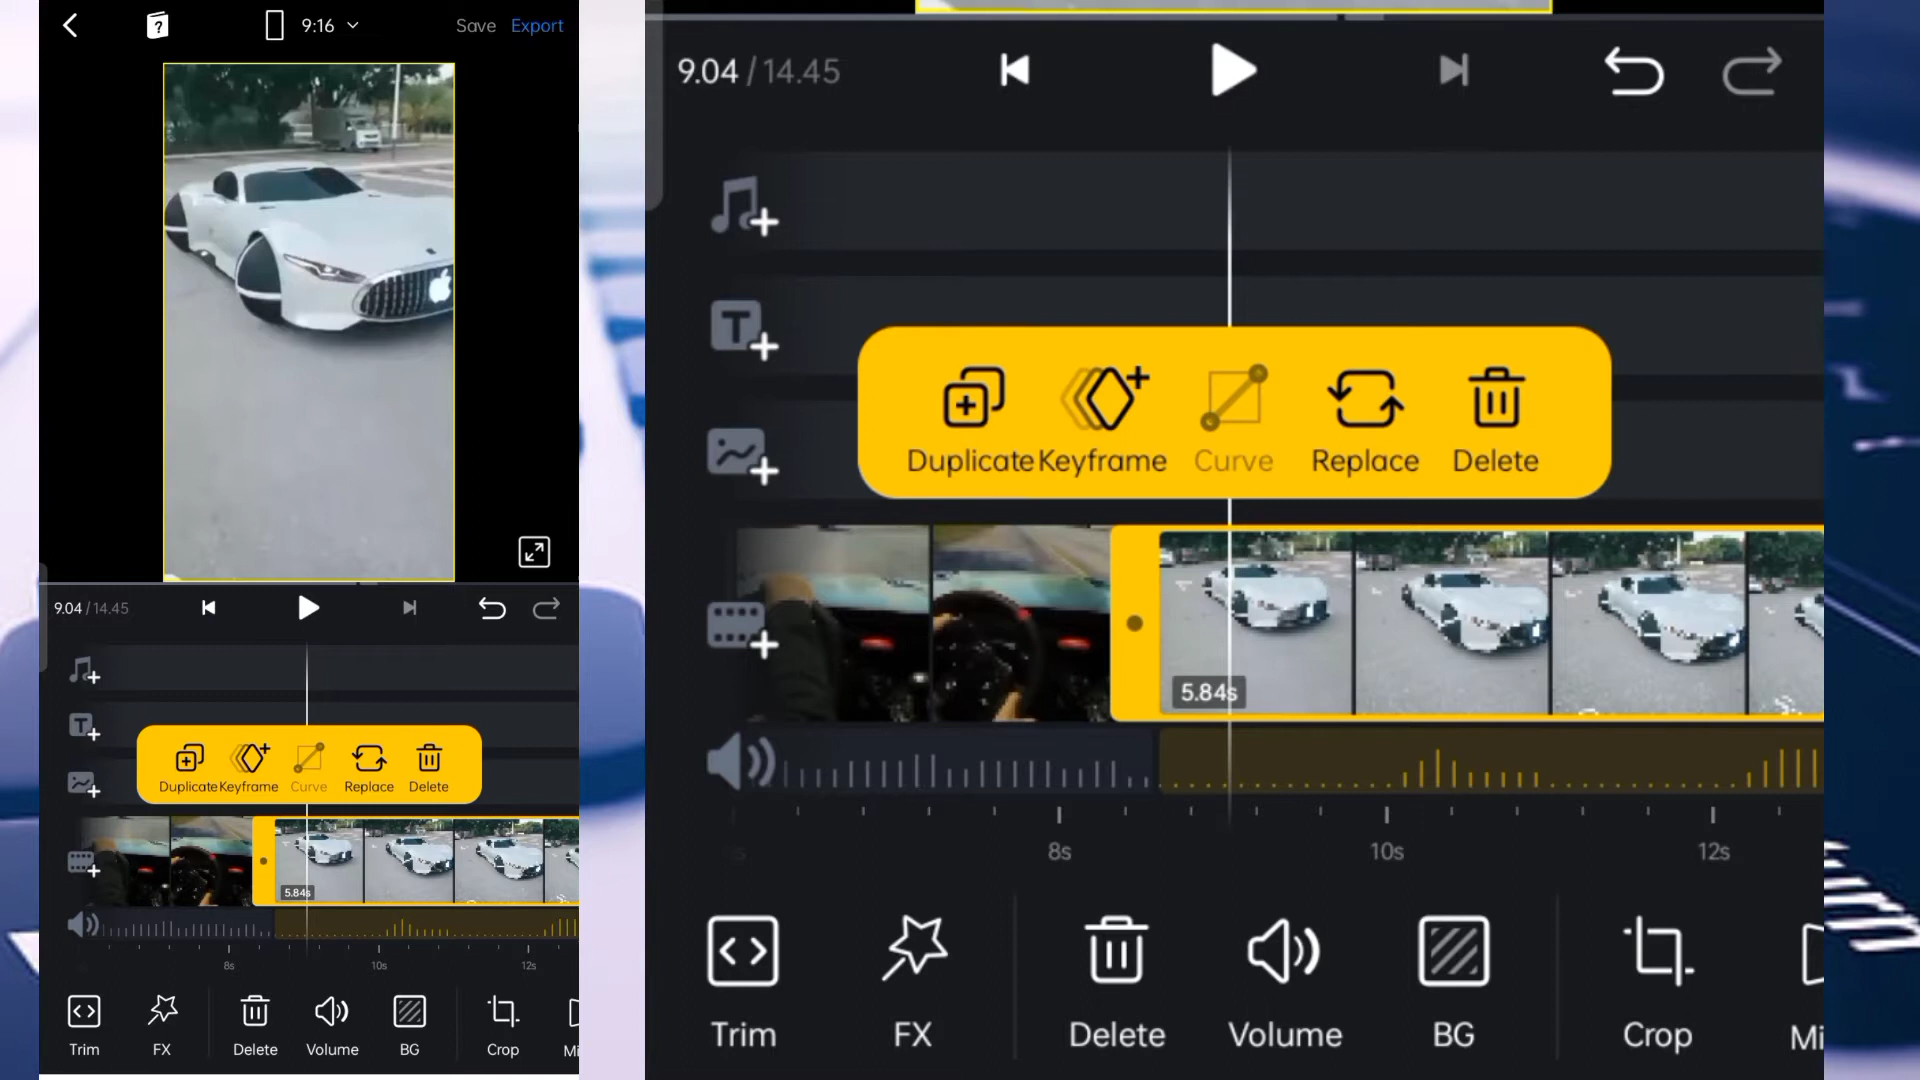 9:16
Save
Export
9.04 / 14.45
Duplicate
Keyframe
Curve
Replace
Delete
5.84s
8s
10s
12s
Trim
FX
Delete
Volume
BG
Crop
Mi
9.04 / 14.45
Duplicate
Keyframe
Curve
Replace
Delete
5.84s
8s
10s
12s
Trim
FX
Delete
Volume
BG
Crop
Mi